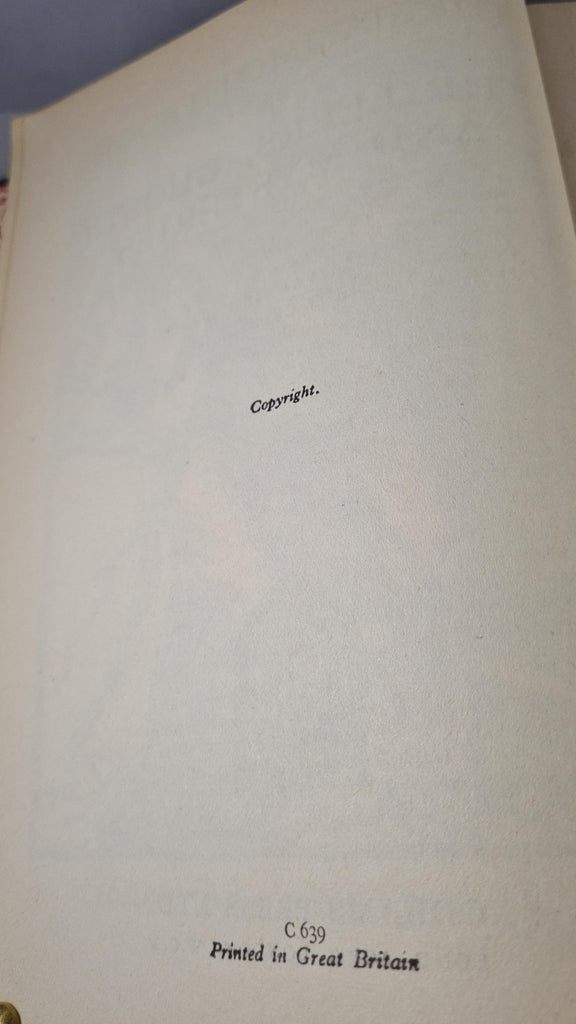 Copyright.
C 639
Printed in Great Britain